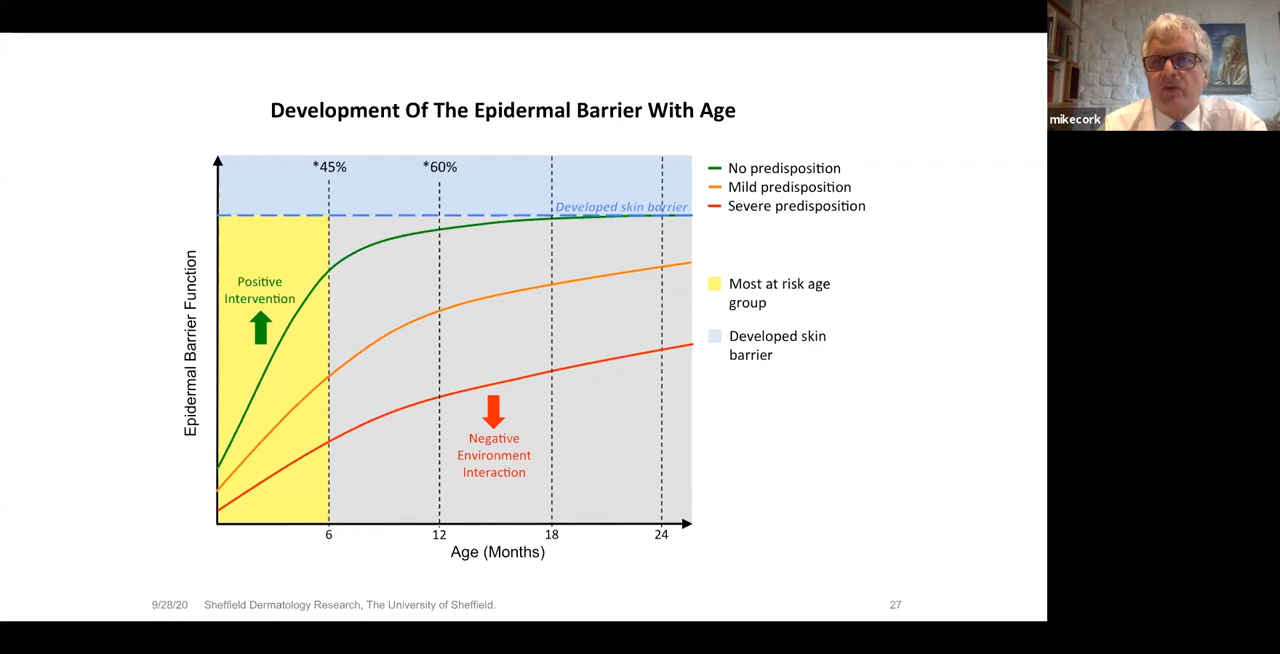 Development Of The Epidermal Barrier With Age
mikecork
*45%
*60%
Developed skin barrier
No predisposition
Mild predisposition
Severe predisposition
Positive
Intervention
Most at risk age
group
Developed skin
barrier
Epidermal Barrier Function
Negative
Environment
Interaction
6
12
18
24
Age (Months)
9/28/20
Sheffield Dermatology Research, The University of Sheffield.
27